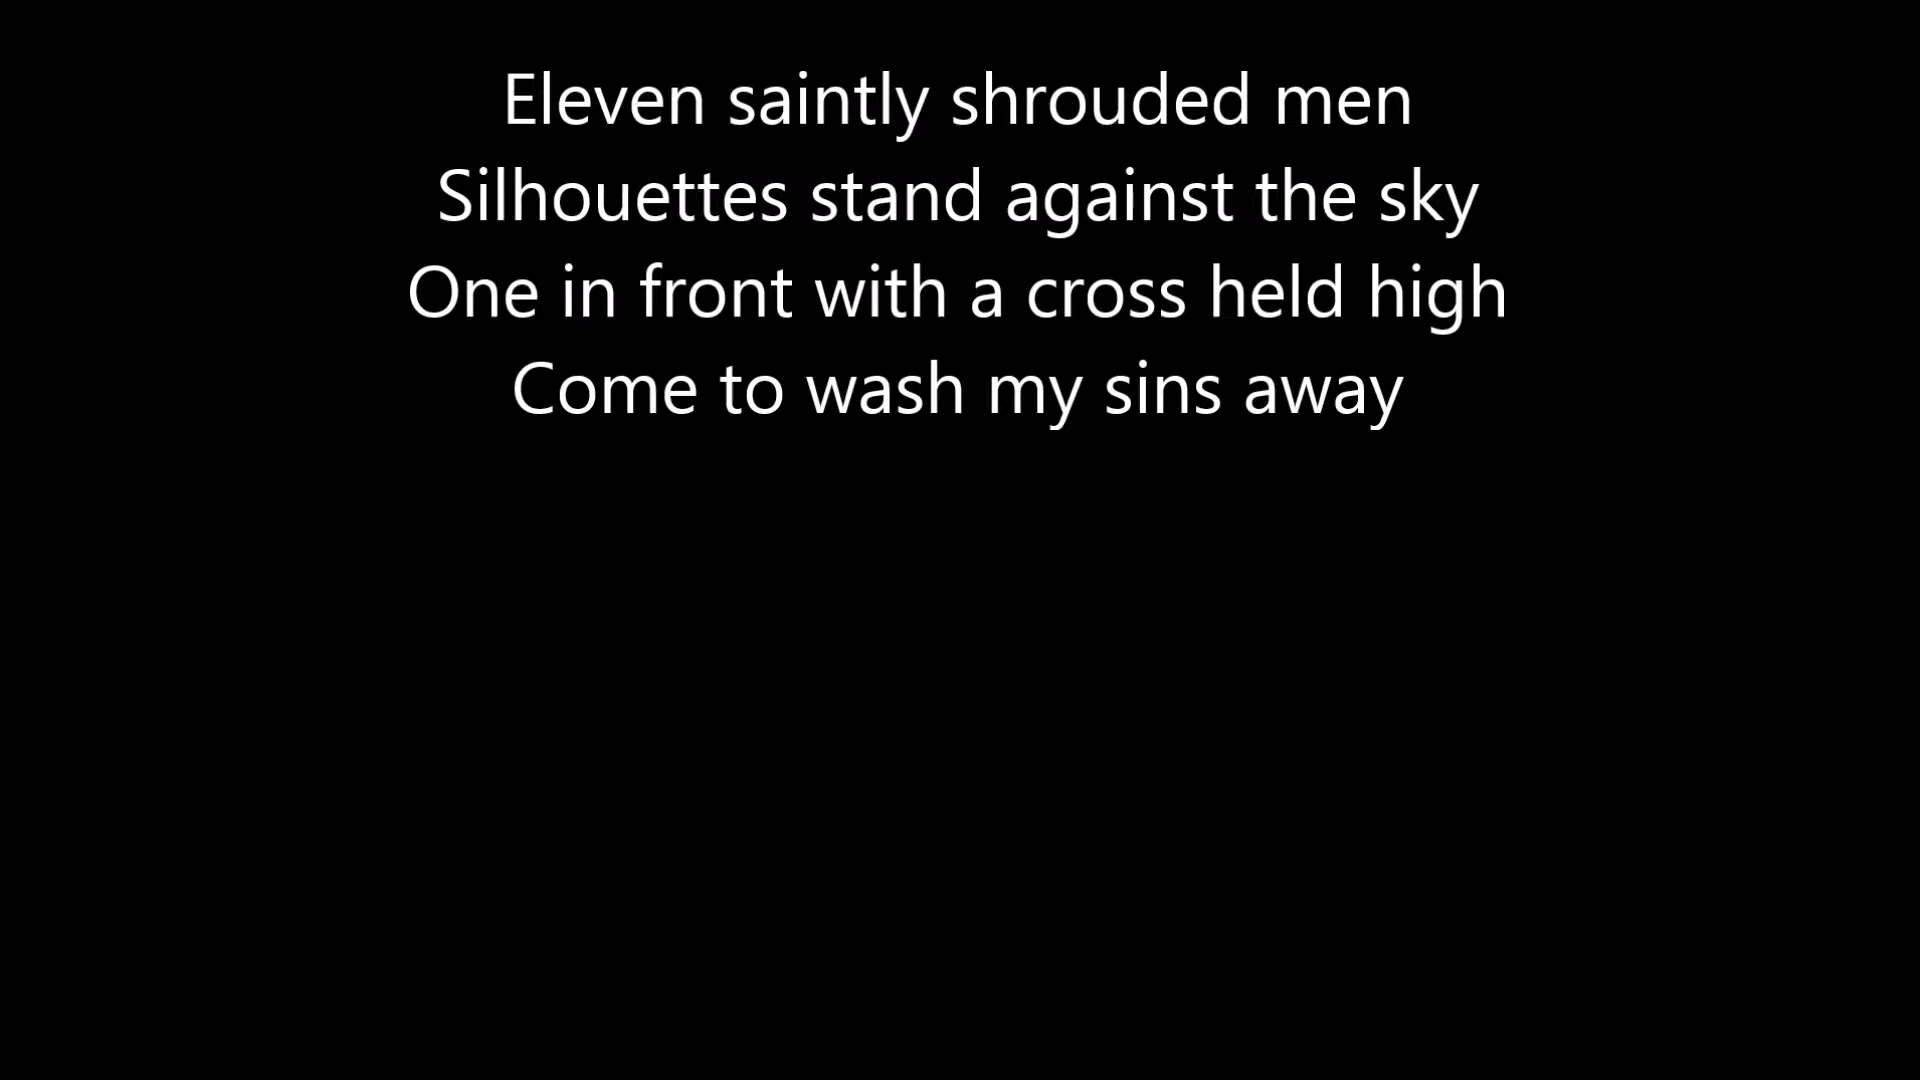 Eleven saintly shrouded men
Silhouettes stand against the sky
One in front with a cross held high
Come to wash my sins away